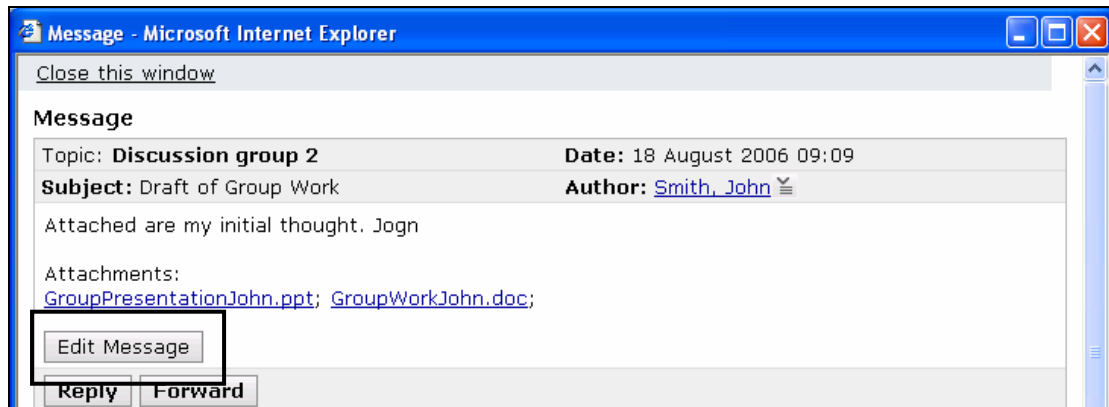 Message - Microsoft Internet Explorer
Close this window
Message
Topic: Discussion group 2 Date: 18 August 2006 09:09
Subject: Draft of Group Work Author: Smith, John
Attached are my initial thought. Jogn
Attachments:
GroupPresentationJohn.ppt; GroupWorkJohn.doc;
Edit Message
Reply Forward